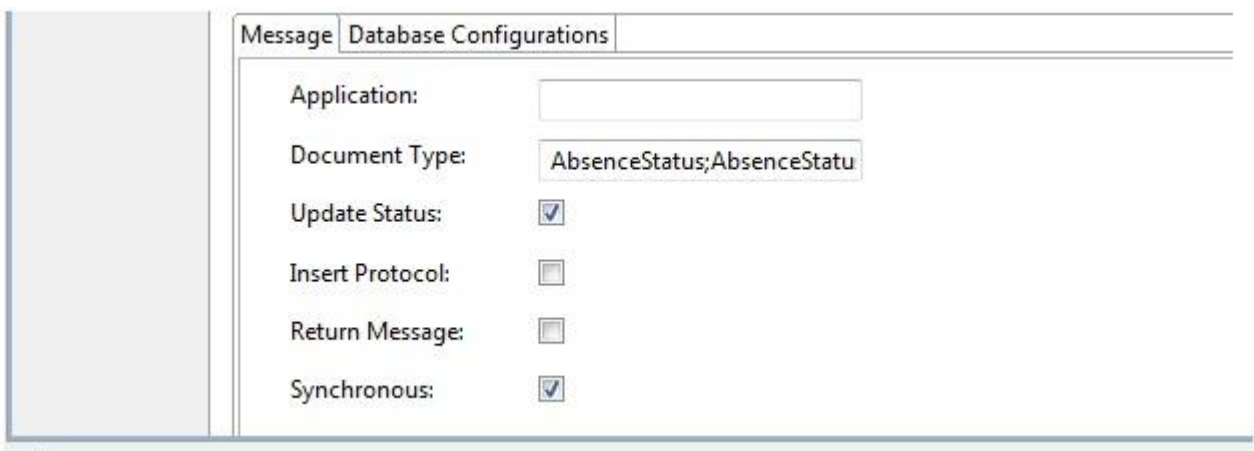 Message Database Configurations
Application:
Document Type: AbsenceStatus;AbsenceStatu
Update Status:
Insert Protocol:
Return Message:
Synchronous: